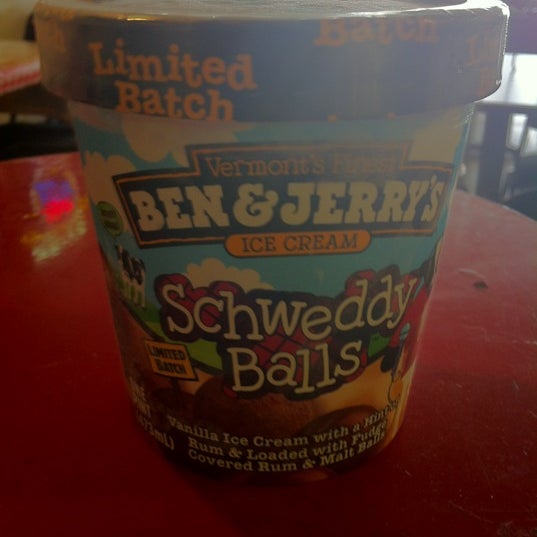 Limited
Batch
Batch
Vermont's Finest
BEN & JERRY'S
ICE CREAM
Schweddy
Balls
LIMITED
BATCH
Vanilla Ice Cream with a Hint of
Rum & Loaded with Fudge
Covered Rum & Malt Balls